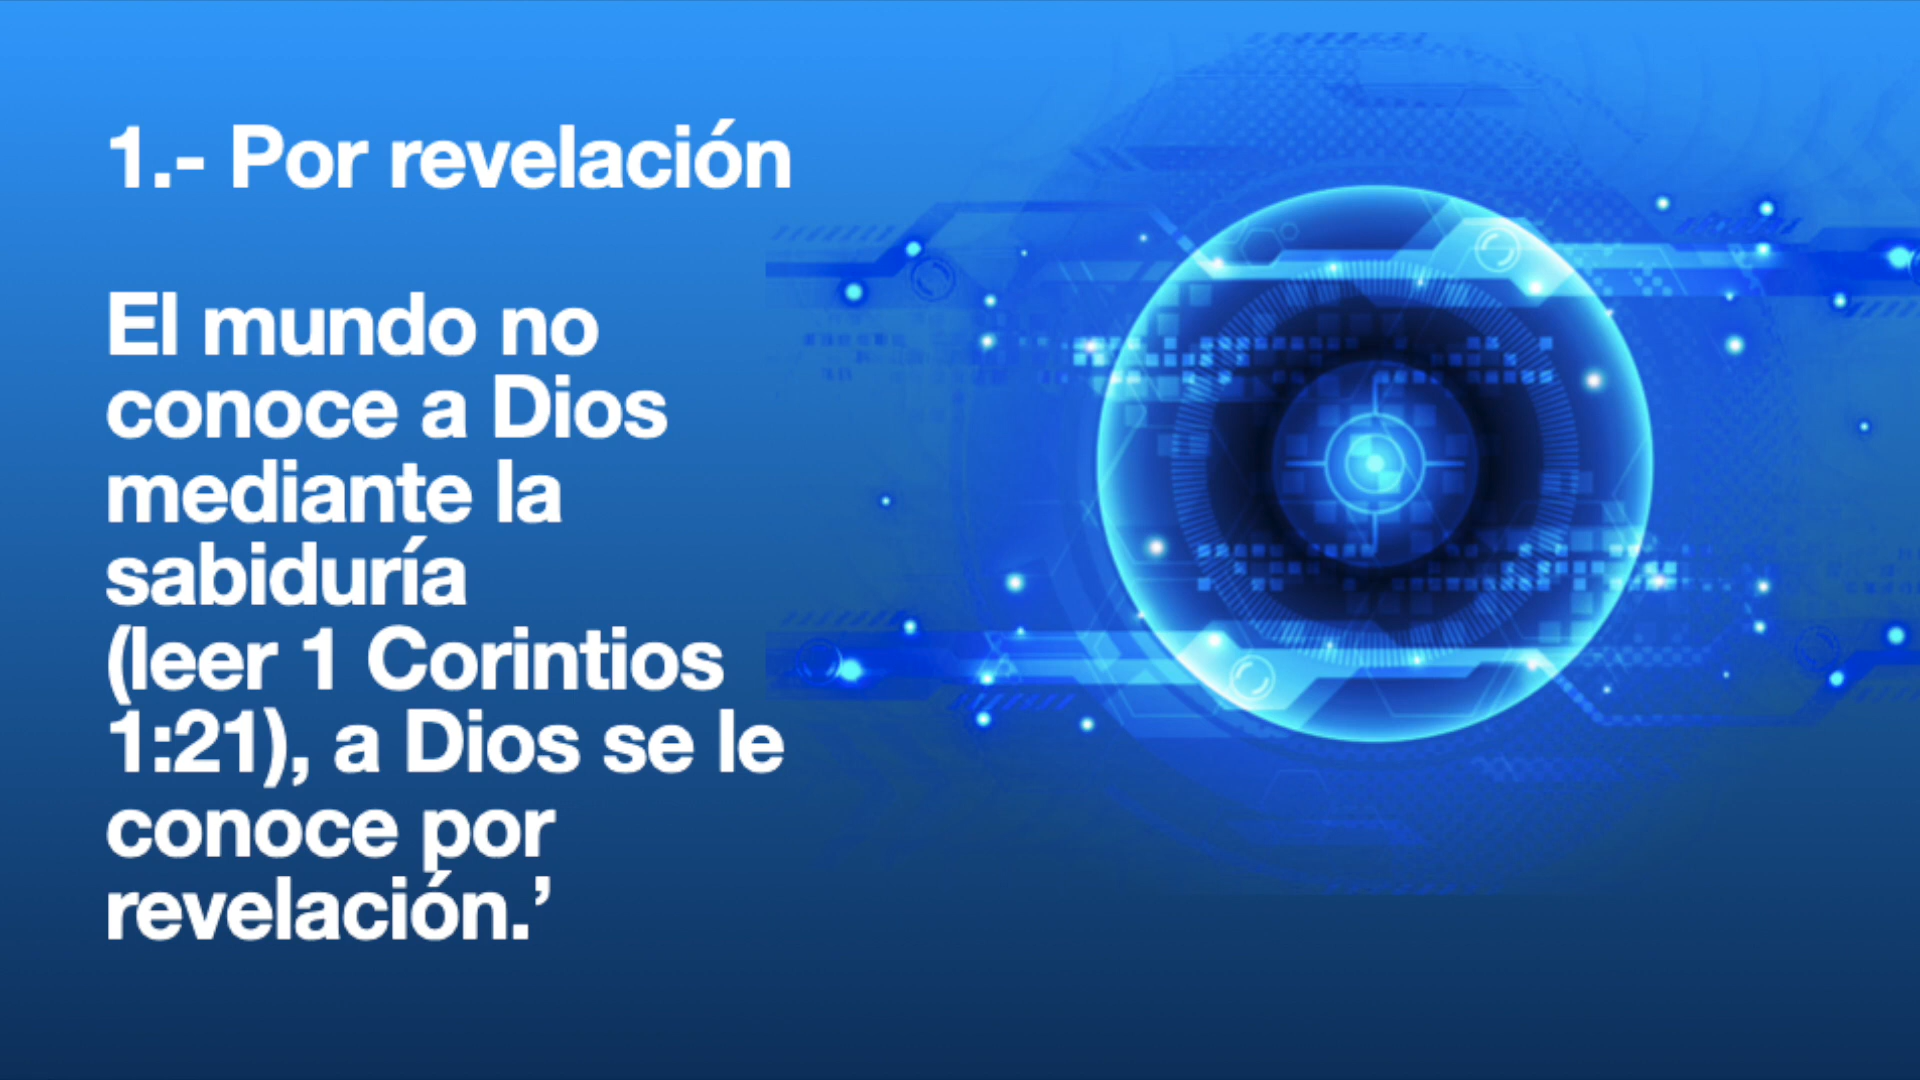 1.- Por revelación
El mundo no
conoce a Dios
mediante la
sabiduría
(leer 1 Corintios
1:21), a Dios se le
conoce por
revelación.’